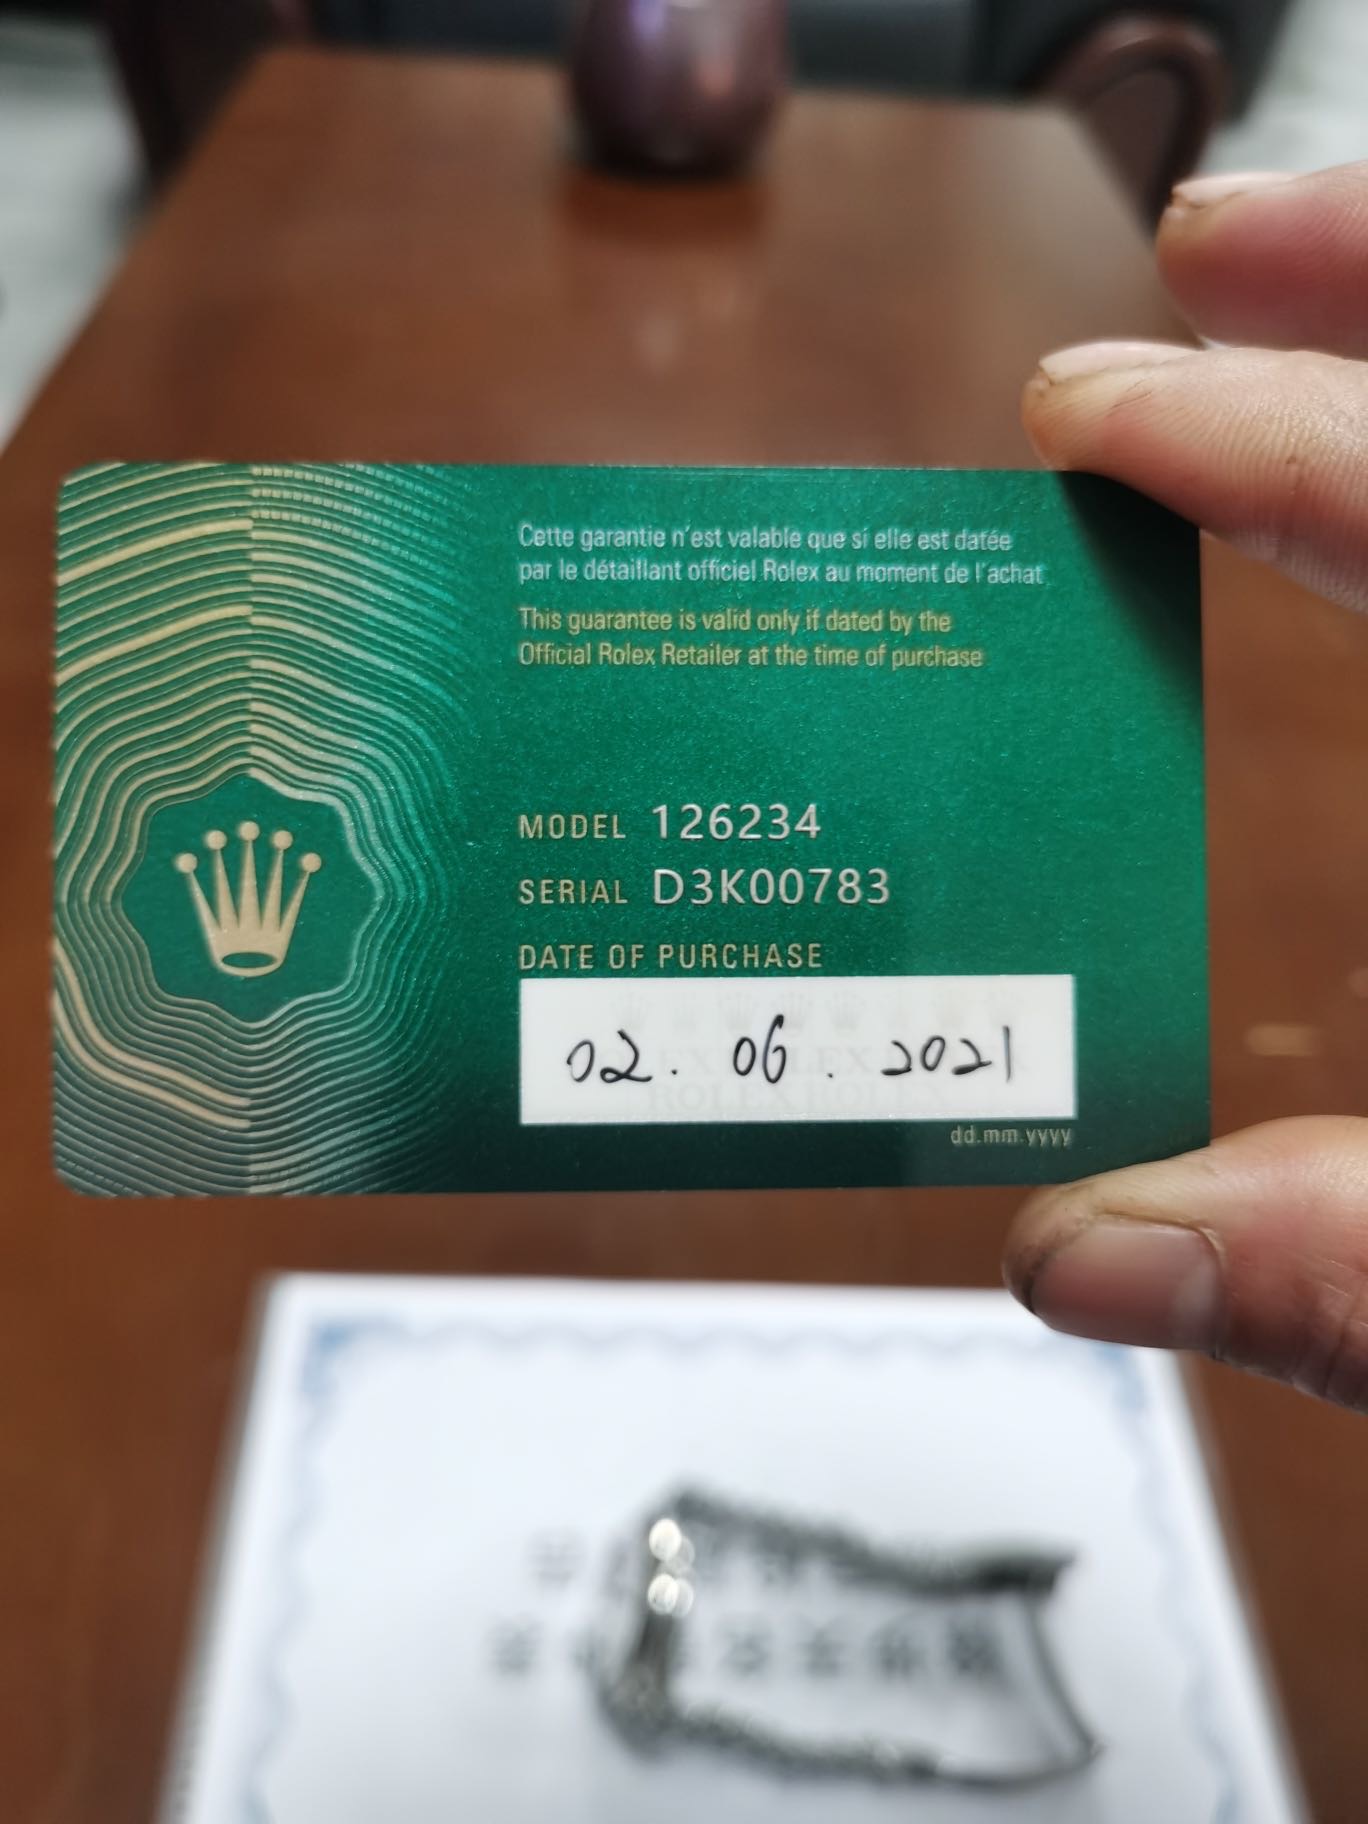 Cette garantie n'est valable que si elle est datée
par le détaillant officiel Rolex au moment de l'achat
This guarantee is valid only if dated by the
Official Rolex Retailer at the time of purchase
MODEL 126234
SERIAL D3K00783
DATE OF PURCHASE
02. 06. 2021
ROLEX ROLEX
dd.mm.yyyy